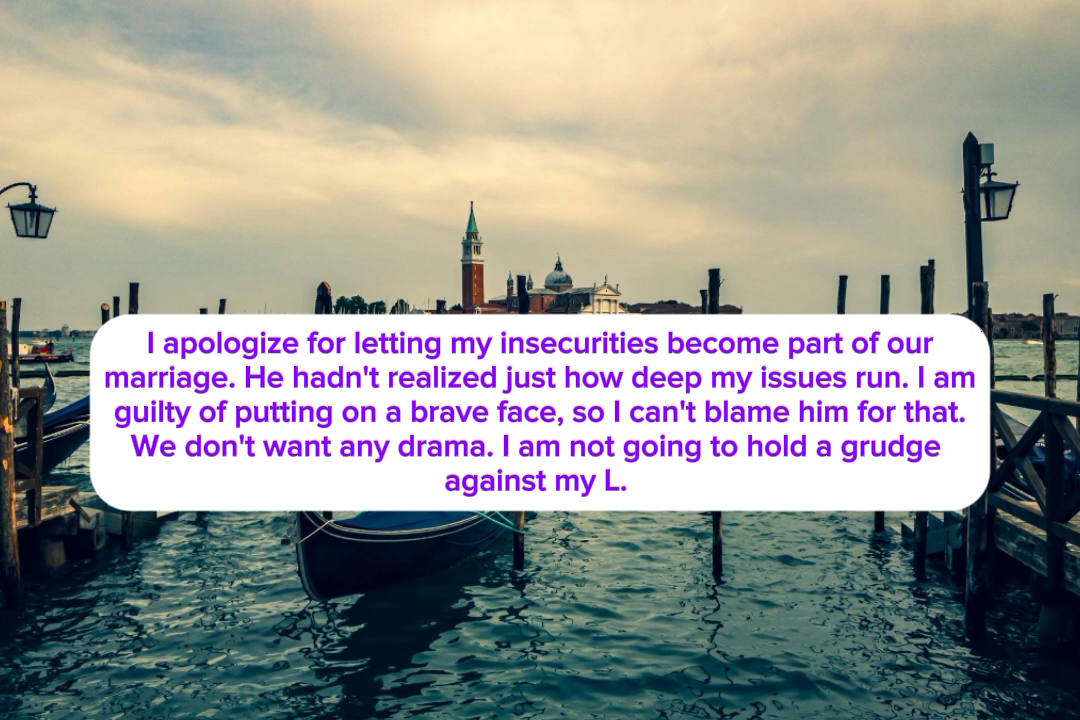 I apologize for letting my insecurities become part of our
marriage. He hadn't realized just how deep my issues run. I am
guilty of putting on a brave face, so I can't blame him for that.
We don't want any drama. I am not going to hold a grudge
against my L.